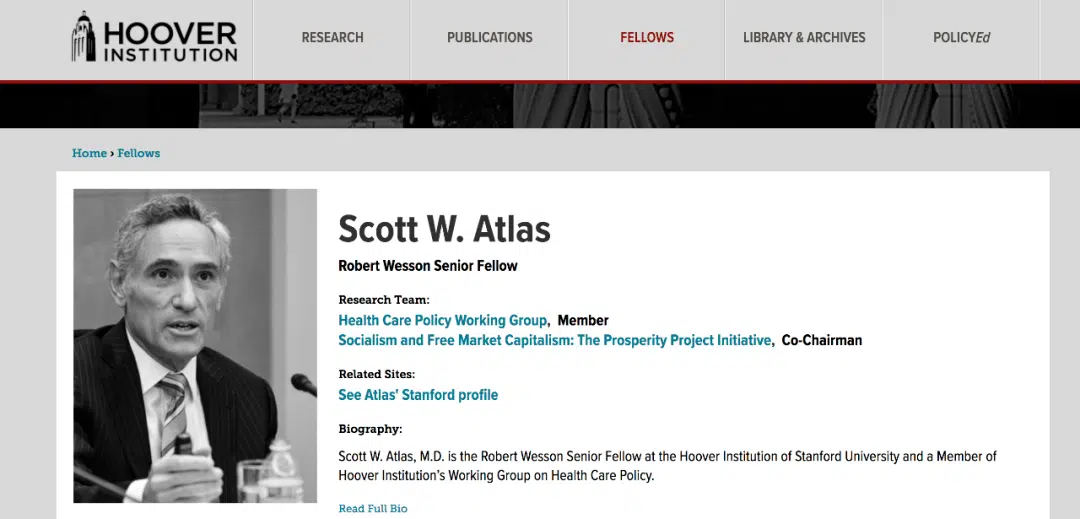 HOOVER
INSTITUTION
RESEARCH
PUBLICATIONS
FELLOWS
LIBRARY & ARCHIVES
POLICYEd
Home › Fellows
Scott W. Atlas
Robert Wesson Senior Fellow
Research Team:
Health Care Policy Working Group, Member
Socialism and Free Market Capitalism: The Prosperity Project Initiative, Co-Chairman
Related Sites:
See Atlas' Stanford profile
Biography:
Scott W. Atlas, M.D. is the Robert Wesson Senior Fellow at the Hoover Institution of Stanford University and a Member of
Hoover Institution's Working Group on Health Care Policy.
Read Full Bio